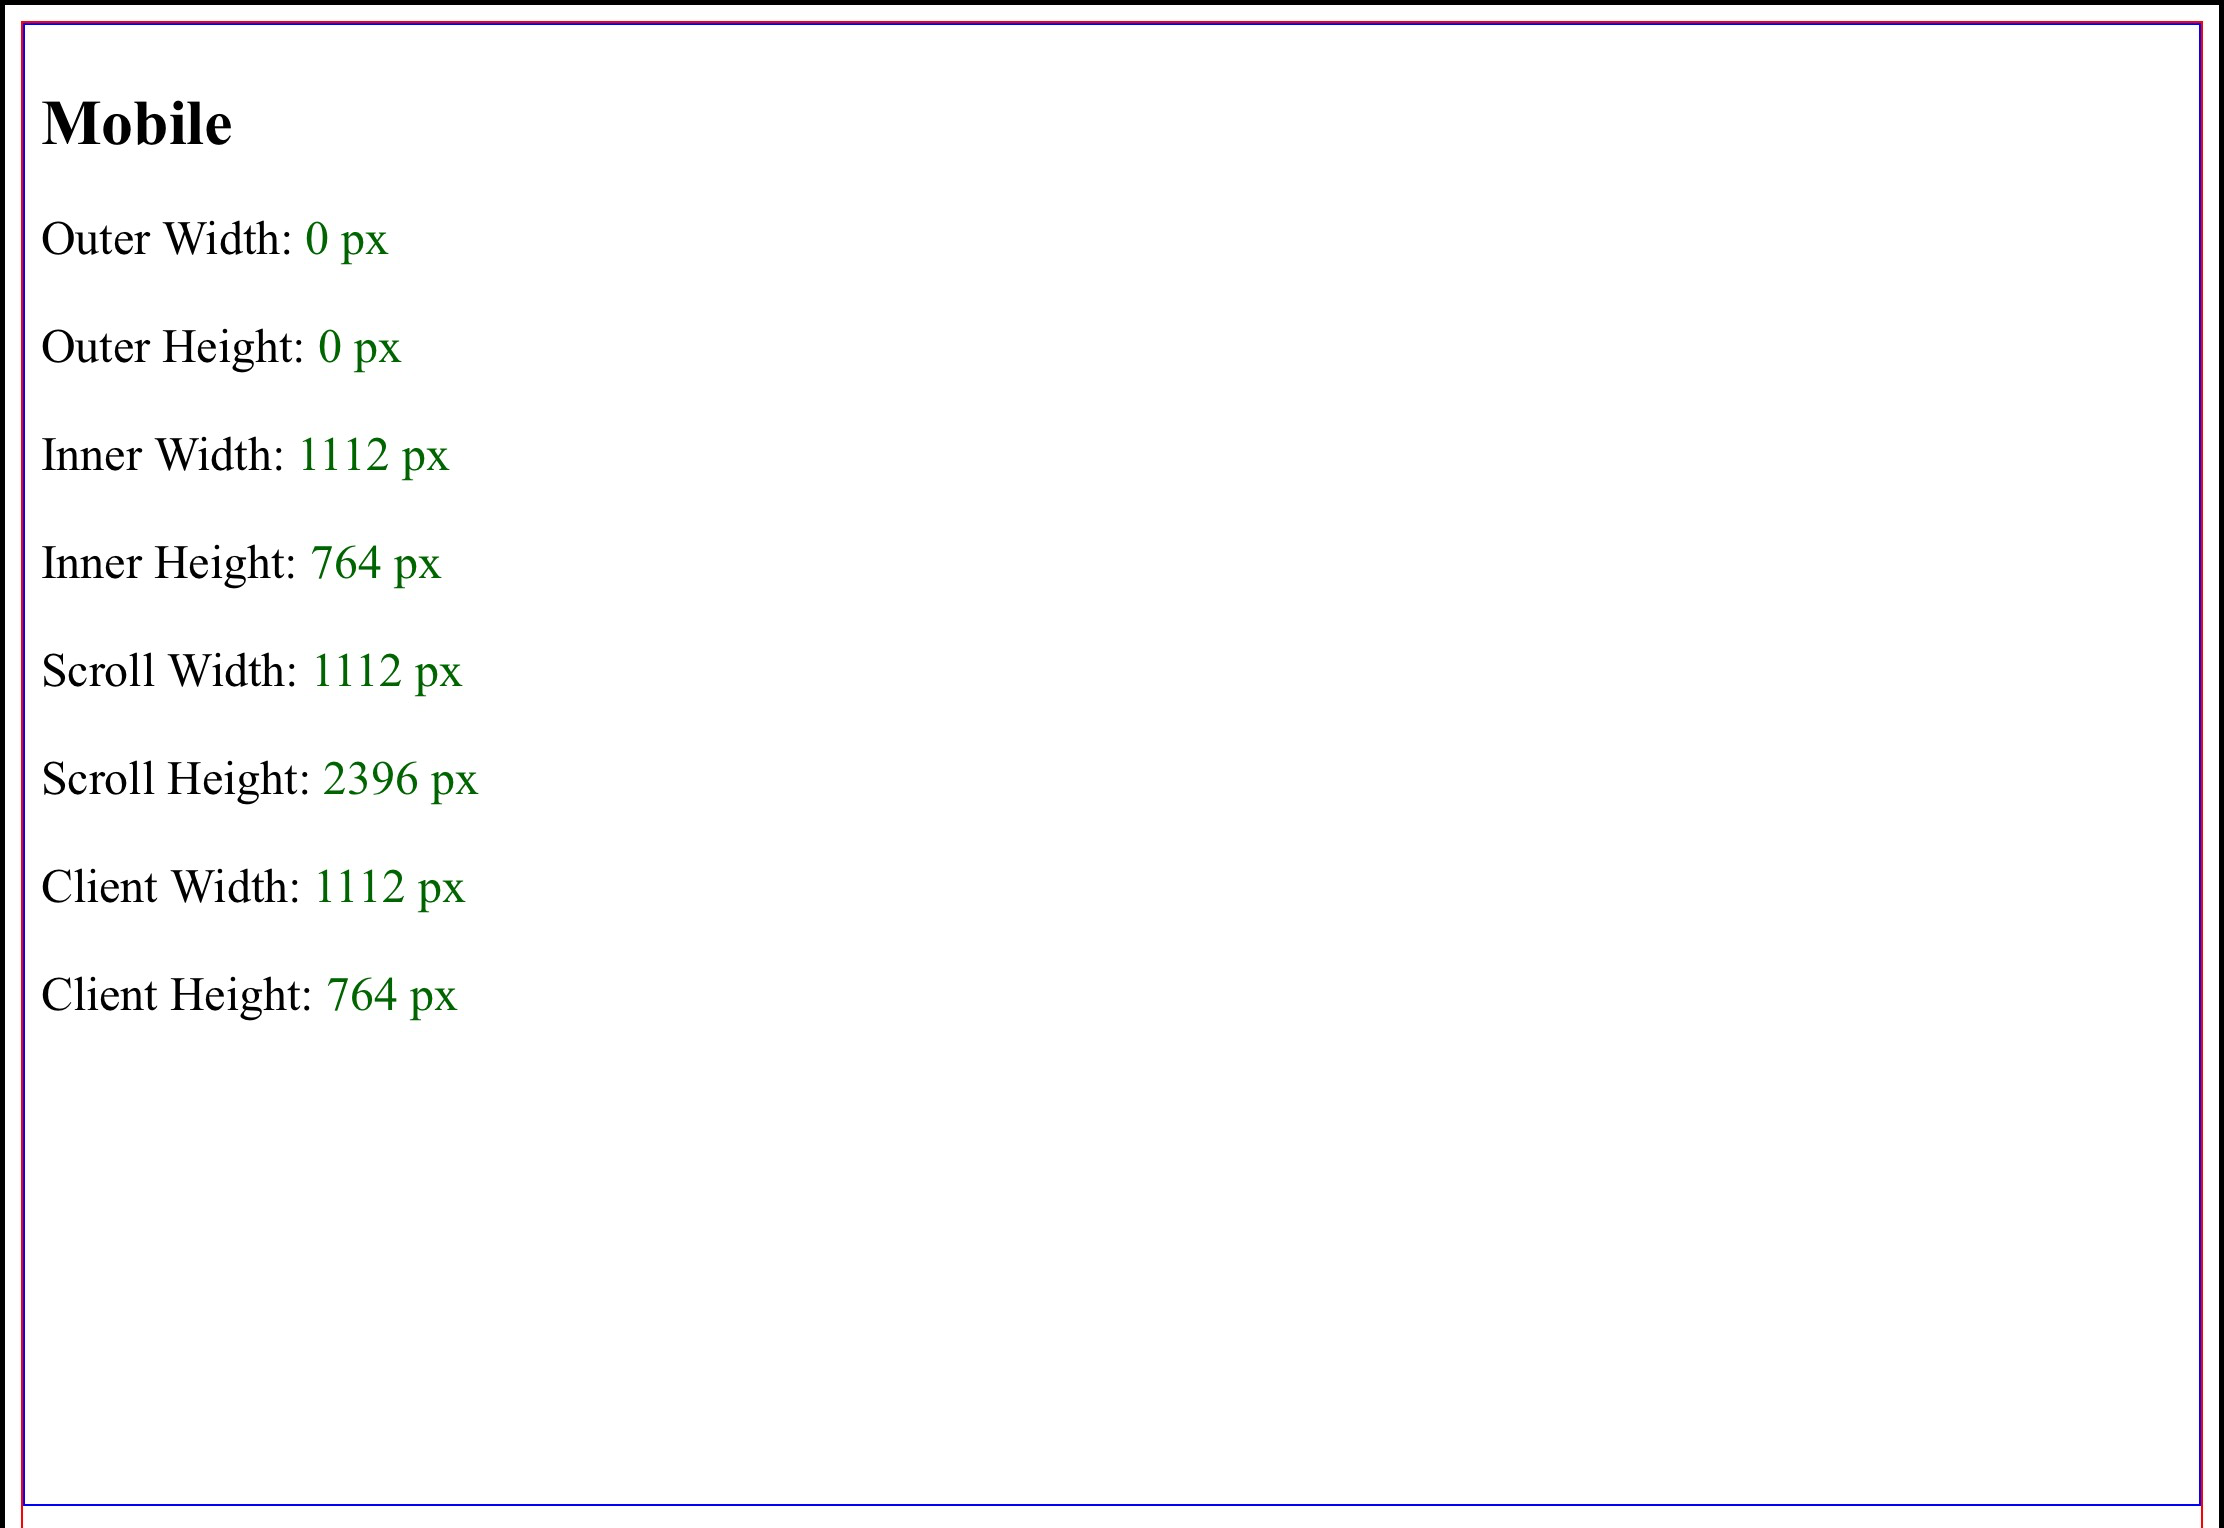 Mobile
Outer Width: 0 px
Outer Height: 0 px
Inner Width: 1112 px
Inner Height: 764 px
Scroll Width: 1112 px
Scroll Height: 2396 px
Client Width: 1112 px
Client Height: 764 px